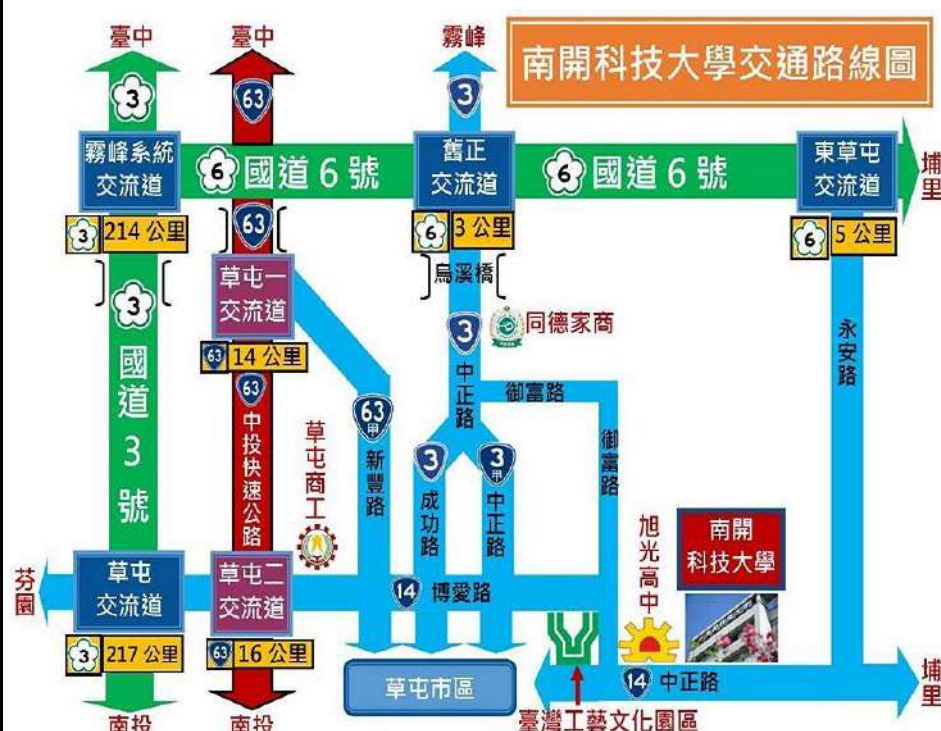 臺中
臺中
霧峰
南開科技大學交通路線圖
3
63
3
霧峰系統
交流道
6
國道6號
舊正
交流道
6
國道6號
東草屯
交流道
埔里
3
214 公里
63
6
3 公里
6
5 公里
烏溪橋
草屯一
交流道
3
國道3號
63
14 公里
3
同德家商
中正路
永安路
63
中投快速公路
御富路
63
甲
新豐路
御富路
草屯商工
3
成功路
3
甲
中正路
旭光高中
南開
科技大學
芬園
草屯
交流道
草屯二
交流道
14
博愛路
3
217 公里
63
16 公里
草屯市區
14
中正路
埔里
南投
南投
臺灣工藝文化園區